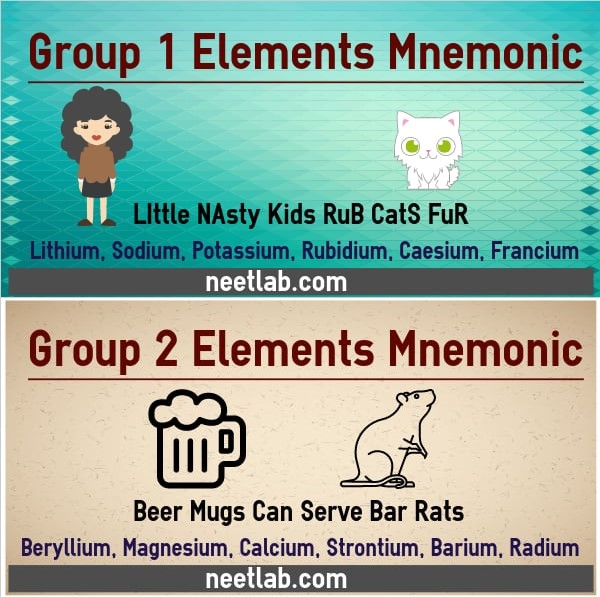 Group 1 Elements Mnemonic
LIttle NAsty Kids RuB CatS FuR
Lithium, Sodium, Potassium, Rubidium, Caesium, Francium
neetlab.com
Group 2 Elements Mnemonic
Beer Mugs Can Serve Bar Rats
Beryllium, Magnesium, Calcium, Strontium, Barium, Radium
neetlab.com